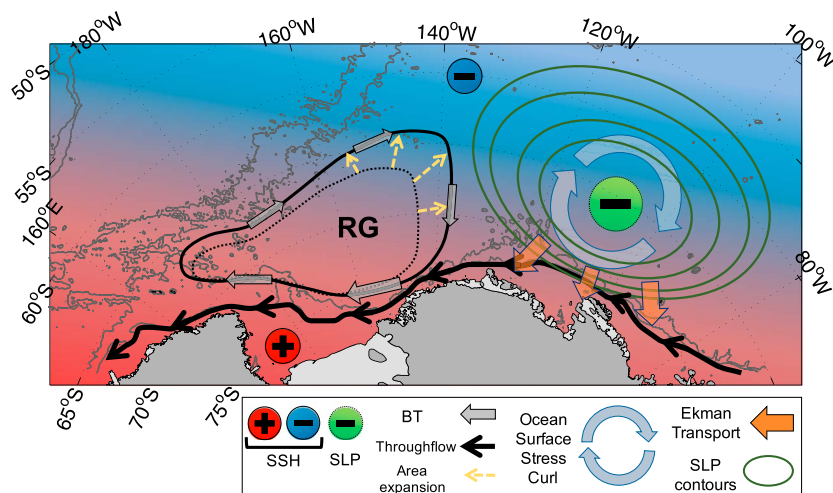 180°W
160°W
140°W
120°W
100°W
50°S
55°S
160°E
60°S
65°S
70°S
75°S
80°W
RG
+
−
−
+
−
−
SSH
SLP
BT
Throughflow
Area
expansion
Ocean
Surface
Stress
Curl
Ekman
Transport
SLP
contours